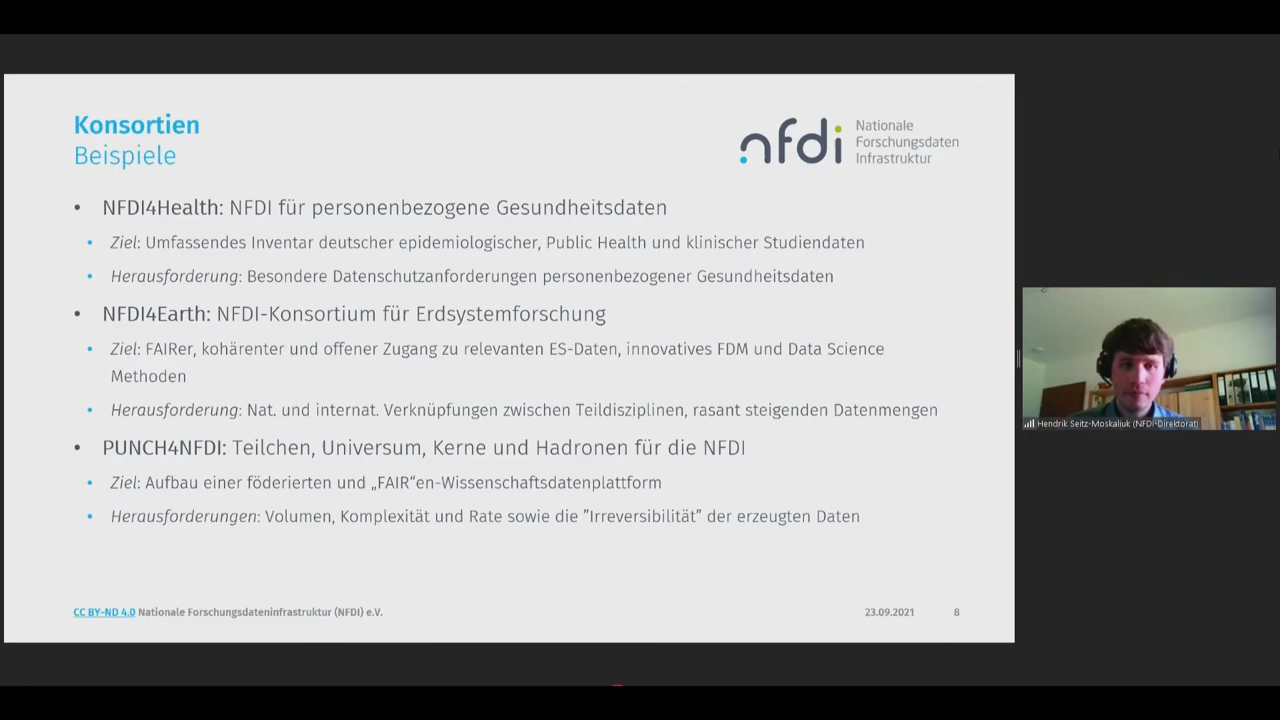 Konsortien
Beispiele
nfdi
Nationale
Forschungsdaten
Infrastruktur
• NFDI4Health: NFDI für personenbezogene Gesundheitsdaten
• Ziel: Umfassendes Inventar deutscher epidemiologischer, Public Health und klinischer Studiendaten
• Herausforderung: Besondere Datenschutzanforderungen personenbezogener Gesundheitsdaten
• NFDI4Earth: NFDI-Konsortium für Erdsystemforschung
• Ziel: FAIRer, kohärenter und offener Zugang zu relevanten ES-Daten, innovatives FDM und Data Science
Methoden
• Herausforderung: Nat. und internat. Verknüpfungen zwischen Teildisziplinen, rasant steigenden Datenmengen
• PUNCH4NFDI: Teilchen, Universum, Kerne und Hadronen für die NFDI
• Ziel: Aufbau einer föderierten und „FAIR“en-Wissenschaftsdatenplattform
• Herausforderungen: Volumen, Komplexität und Rate sowie die ”Irreversibilität” der erzeugten Daten
CC BY-ND 4.0 Nationale Forschungsdateninfrastruktur (NFDI) e.V.
23.09.2021 8
Hendrik Seitz-Moskaliuk (NFDI-Direktorat)